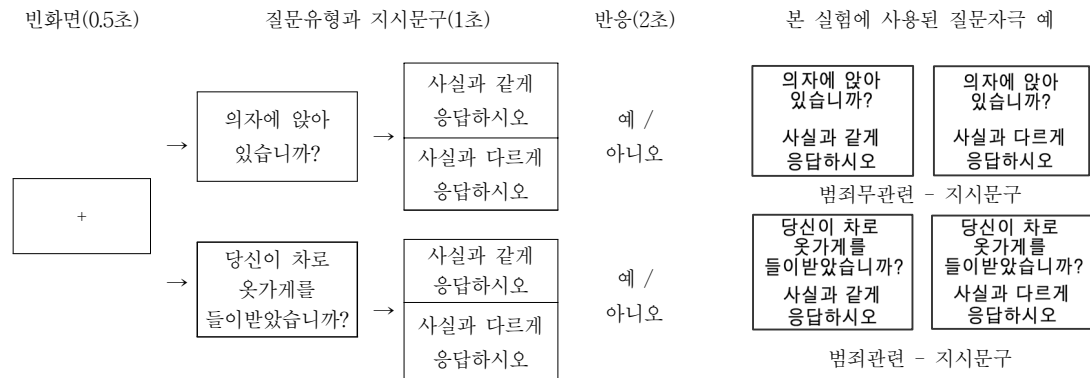 빈화면(0.5초)
질문유형과 지시문구(1초)
반응(2초)
본 실험에 사용된 질문자극 예
+
→
의자에 앉아
있습니까?
→
사실과 같게
응답하시오
사실과 다르게
응답하시오
예 /
아니오
→
당신이 차로
옷가게를
들이받았습니까?
→
사실과 같게
응답하시오
사실과 다르게
응답하시오
예 /
아니오
의자에 앉아
있습니까?
사실과 같게
응답하시오
의자에 앉아
있습니까?
사실과 다르게
응답하시오
범죄무관련 - 지시문구
당신이 차로
옷가게를
들이받았습니까?
사실과 같게
응답하시오
당신이 차로
옷가게를
들이받았습니까?
사실과 다르게
응답하시오
범죄관련 - 지시문구